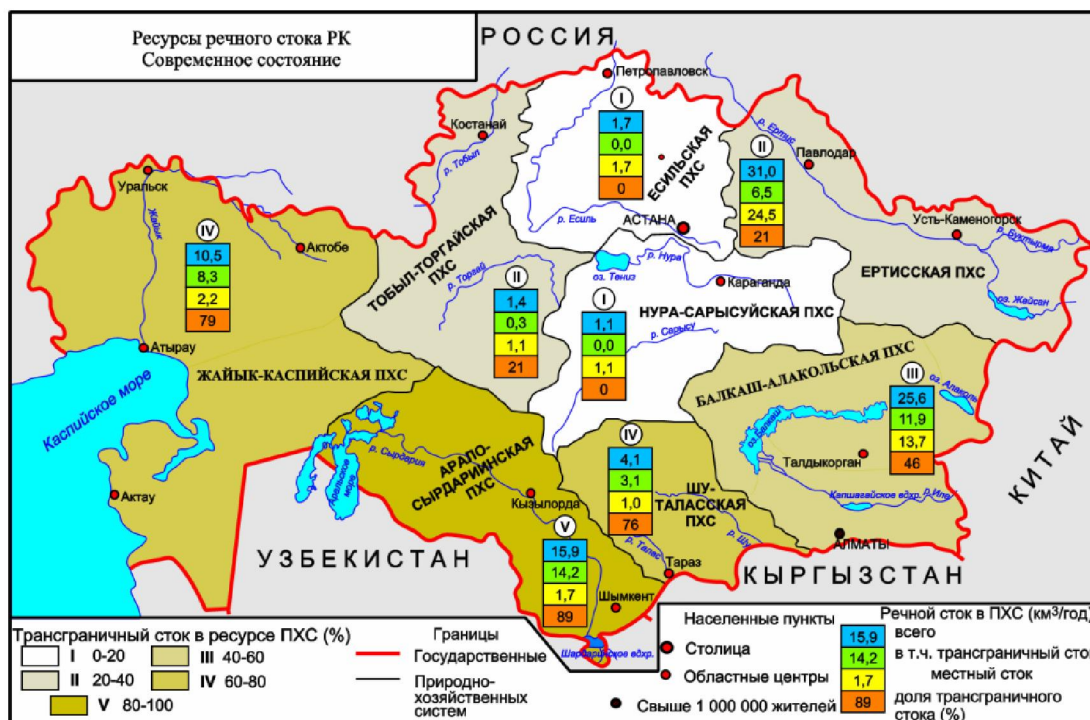 Ресурсы речного стока РК
Современное состояние
РОССИЯ
Петропавловск
I
1,7
0,0
1,7
0
ЕСИЛЬСКАЯ
ПХС
Костанай
р. Тобыл
р. Ертис
II
31,0
6,5
24,5
21
Павлодар
Уральск
Жайык
Актобе
IV
10,5
8,3
2,2
79
р. Есиль
АСТАНА
Усть-Каменогорск
р. Буктырма
ЕРТИССКАЯ ПХС
оз. Жайсан
ТОБЫЛ-ТОРГАЙСКАЯ
ПХС
р. Торгай
II
1,4
0,3
1,1
21
оз. Тениз
р. Нура
Караганда
I
1,1
0,0
1,1
0
НУРА-САРЫСУЙСКАЯ ПХС
р. Сарысу
Атырау
ЖАЙЫК-КАСПИЙСКАЯ ПХС
Каспийское море
Актау
БАЛКАШ-АЛАКОЛЬСКАЯ ПХС
III
25,6
11,9
13,7
46
оз. Алаколь
оз. Балкаш
Талдыкорган
Капшагайское вдхр.
р. Или
АЛМАТЫ
КИТАЙ
Аральское
море
р. Сырдария
АРАЛО-
СЫРДАРИИНСКАЯ
ПХС
Кызылорда
IV
4,1
3,1
1,0
76
ШУ-
ТАЛАССКАЯ
ПХС
р. Талас
р. Шу
Тараз
УЗБЕКИСТАН
V
15,9
14,2
1,7
89
Шымкент
Шардаринское вдхр.
КЫРГЫЗСТАН
Трансграничный сток в ресурсе ПХС (%)
I 0-20
II 20-40
III 40-60
IV 60-80
V 80-100
Границы
Государственные
Природно-
хозяйственных
систем
Населенные пункты
Столица
Областные центры
Свыше 1 000 000 жителей
Речной сток в ПХС (км³/год)
15,9 всего
14,2 в т.ч. трансграничный сток
1,7 местный сток
89 доля трансграничного
стока (%)